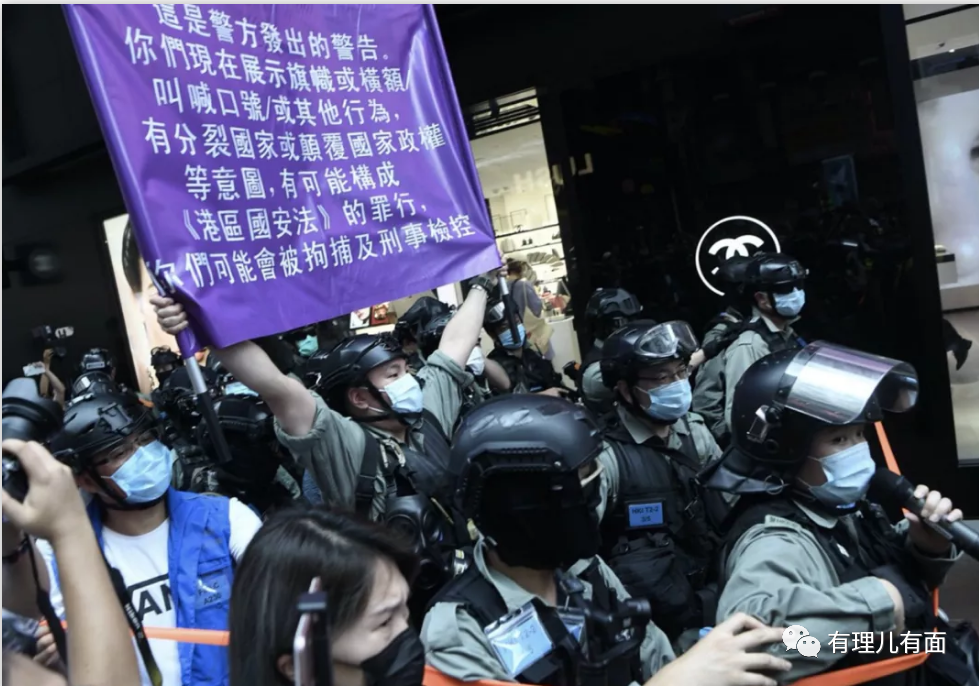 這是警方發出的警告。
你們現在展示旗幟或橫額/
叫喊口號/或其他行為，
有分裂國家或顛覆國家政權
等意圖，有可能構成
《港區國安法》的罪行，
你們可能會被拘捕及刑事檢控
有理儿有面